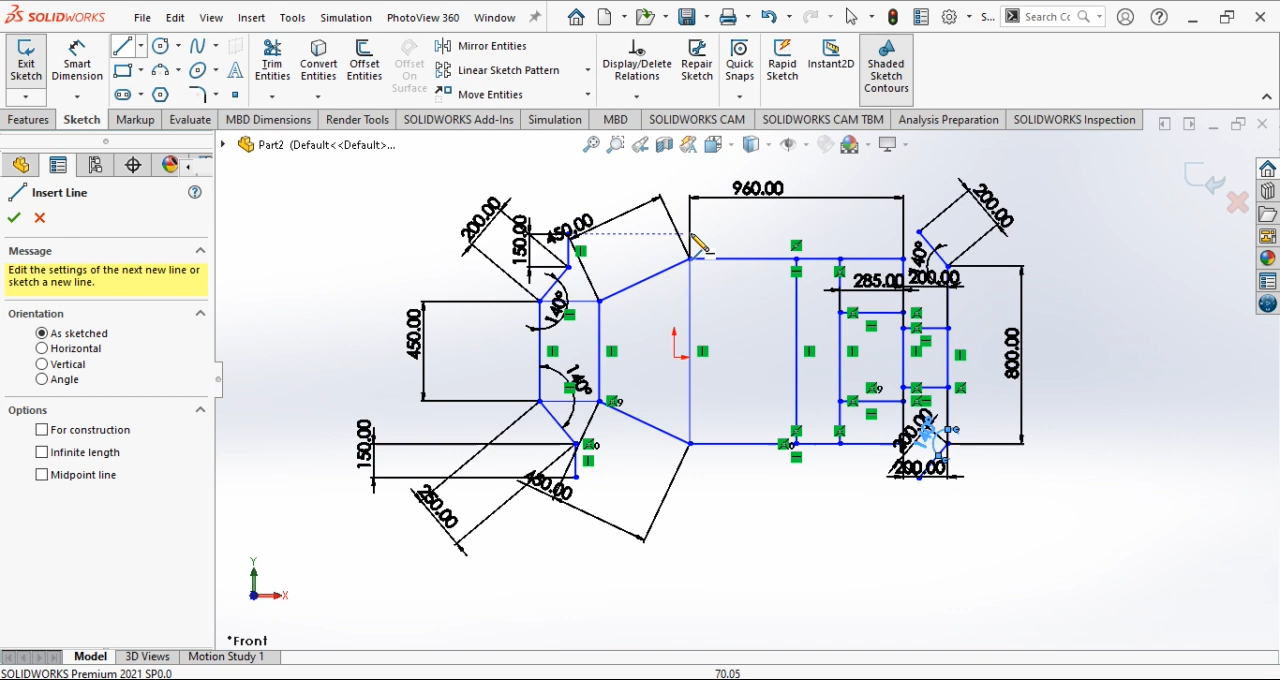 SOLIDWORKS File Edit View Insert Tools Simulation PhotoView 360 Window S... Search Cc
Exit Sketch
Smart Dimension
Trim Entities
Convert Entities
Offset Entities
Offset On Surface
Mirror Entities
Linear Sketch Pattern
Move Entities
Display/Delete Relations
Repair Sketch
Quick Snaps
Rapid Sketch
Instant2D
Shaded Sketch Contours
Features Sketch Markup Evaluate MBD Dimensions Render Tools SOLIDWORKS Add-Ins Simulation MBD SOLIDWORKS CAM SOLIDWORKS CAM TBM Analysis Preparation SOLIDWORKS Inspection
Part2 (Default<<Default>...
Insert Line
Message
Edit the settings of the next new line or
sketch a new line.
Orientation
As sketched
Horizontal
Vertical
Angle
Options
For construction
Infinite length
Midpoint line
960.00
200.00
150.00
450.00
200.00
140°
285.00
200.00
140°
450.00
800.00
140°
150.00
250.00
450.00
200.00
200.00
Y
X
*Front
Model 3D Views Motion Study 1
SOLIDWORKS Premium 2021 SP0.0 70.05